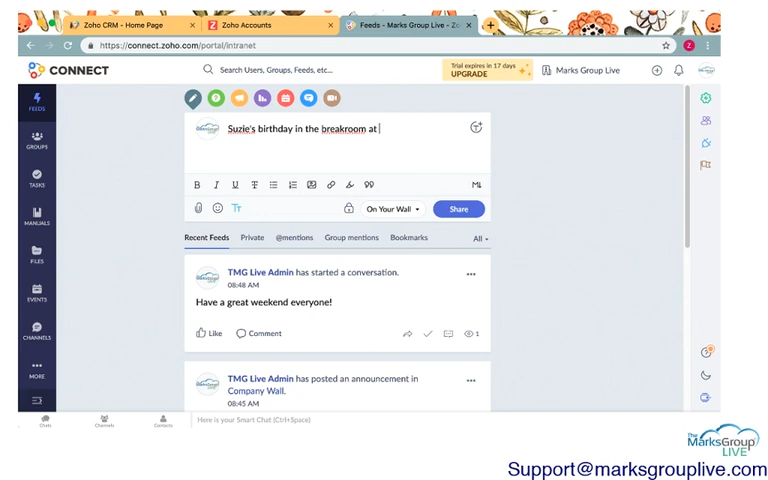 Zoho CRM - Home Page
Zoho Accounts
Feeds - Marks Group Live - Zo
https://connect.zoho.com/portal/intranet
CONNECT
Search Users, Groups, Feeds, etc...
Trial expires in 17 days
UPGRADE
Marks Group Live
FEEDS
GROUPS
TASKS
MANUALS
FILES
EVENTS
CHANNELS
MORE
Suzie's birthday in the breakroom at
B I U T M↓
Tт On Your Wall Share
Recent Feeds Private @mentions Group mentions Bookmarks All
TMG Live Admin has started a conversation.
08:48 AM
Have a great weekend everyone!
Like Comment 1
TMG Live Admin has posted an announcement in
Company Wall.
08:45 AM
Chats Channels Contacts Here is your Smart Chat (Ctrl+Space)
The
MarksGroup
LIVE
Support@marksgrouplive.com